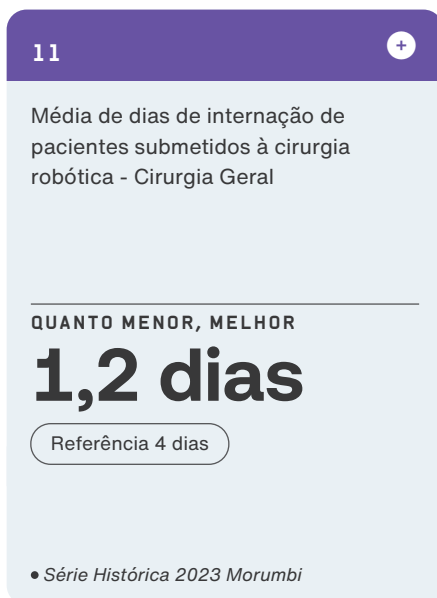 11
+
Média de dias de internação de
pacientes submetidos à cirurgia
robótica - Cirurgia Geral
QUANTO MENOR, MELHOR
1,2 dias
Referência 4 dias
• Série Histórica 2023 Morumbi